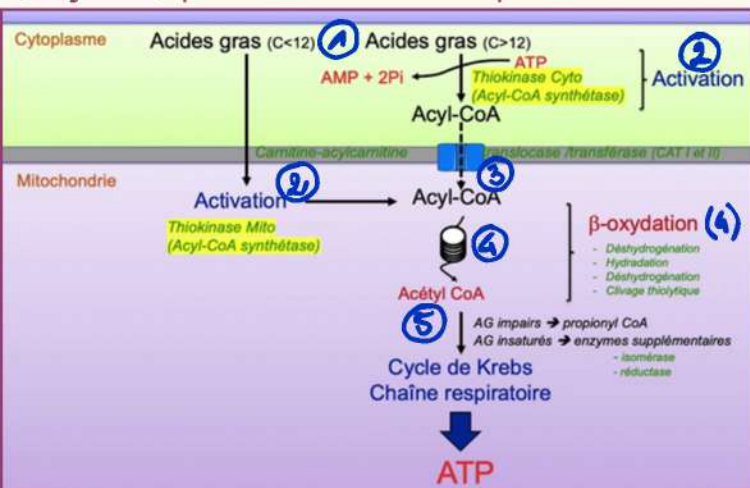 Cytoplasme
Acides gras (C<12) 1 Acides gras (C>12)
2
AMP + 2Pi
ATP
Thiokinase Cyto
(Acyl-CoA synthétase)
Activation
Acyl-CoA
Carnitine-acylcarnitine translocase /transférase (CAT I et II)
Mitochondrie
3
Activation 2 Acyl-CoA
Thiokinase Mito
(Acyl-CoA synthétase)
4
β-oxydation (4)
- Déshydrogénation
- Hydradation
- Déshydrogénation
- Clivage thiolytique
Acétyl CoA
5
AG impairs ➔ propionyl CoA
AG insaturés ➔ enzymes supplémentaires
- isomérase
- réductase
Cycle de Krebs
Chaîne respiratoire
ATP